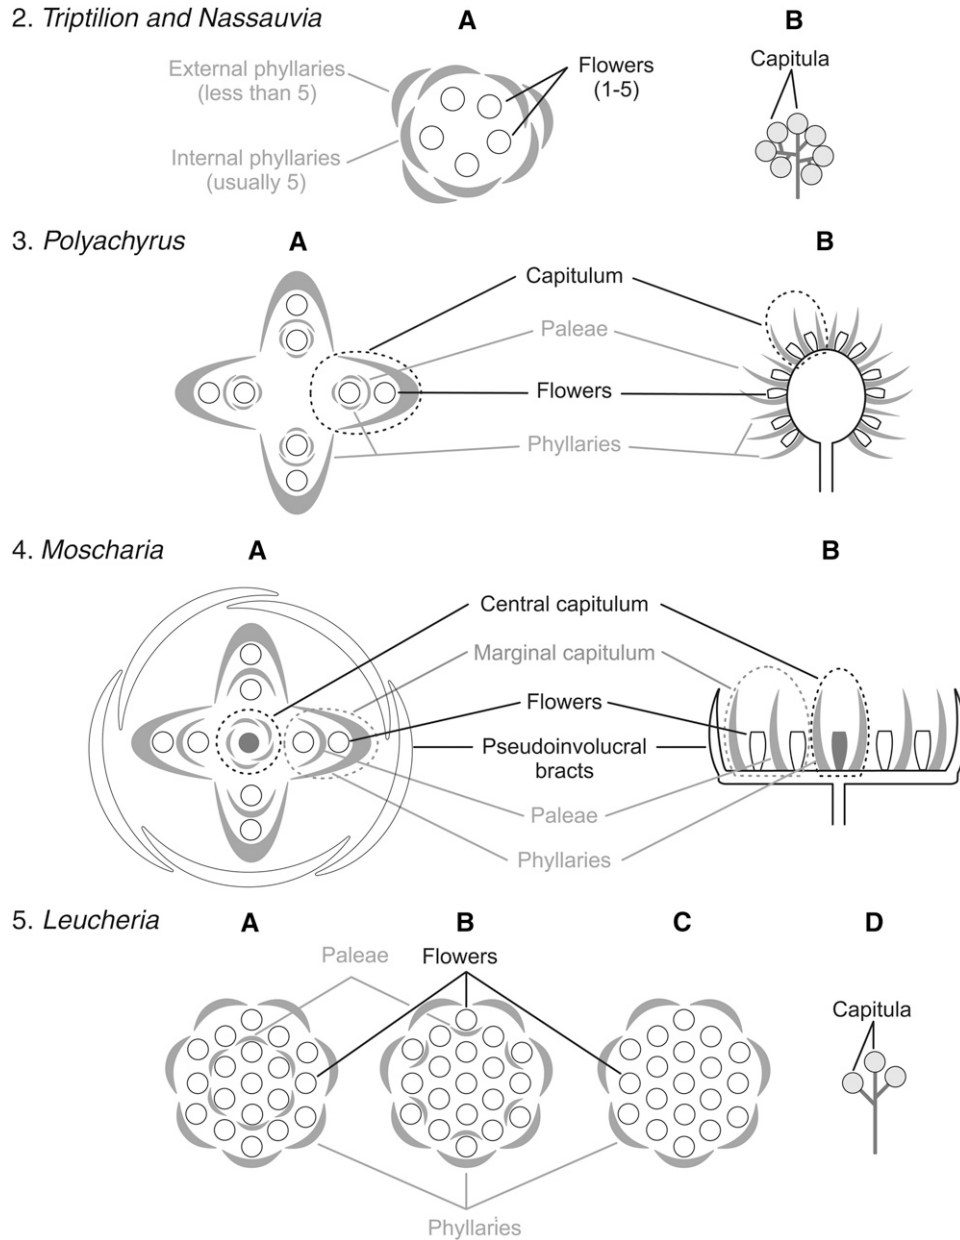 2. Triptilion and Nassauvia
A
B
External phyllaries
(less than 5)
Flowers
(1-5)
Capitula
Internal phyllaries
(usually 5)
3. Polyachyrus
A
B
Capitulum
Paleae
Flowers
Phyllaries
4. Moscharia
A
B
Central capitulum
Marginal capitulum
Flowers
Pseudoinvolucral
bracts
Paleae
Phyllaries
5. Leucheria
A
B
C
D
Paleae
Flowers
Capitula
Phyllaries